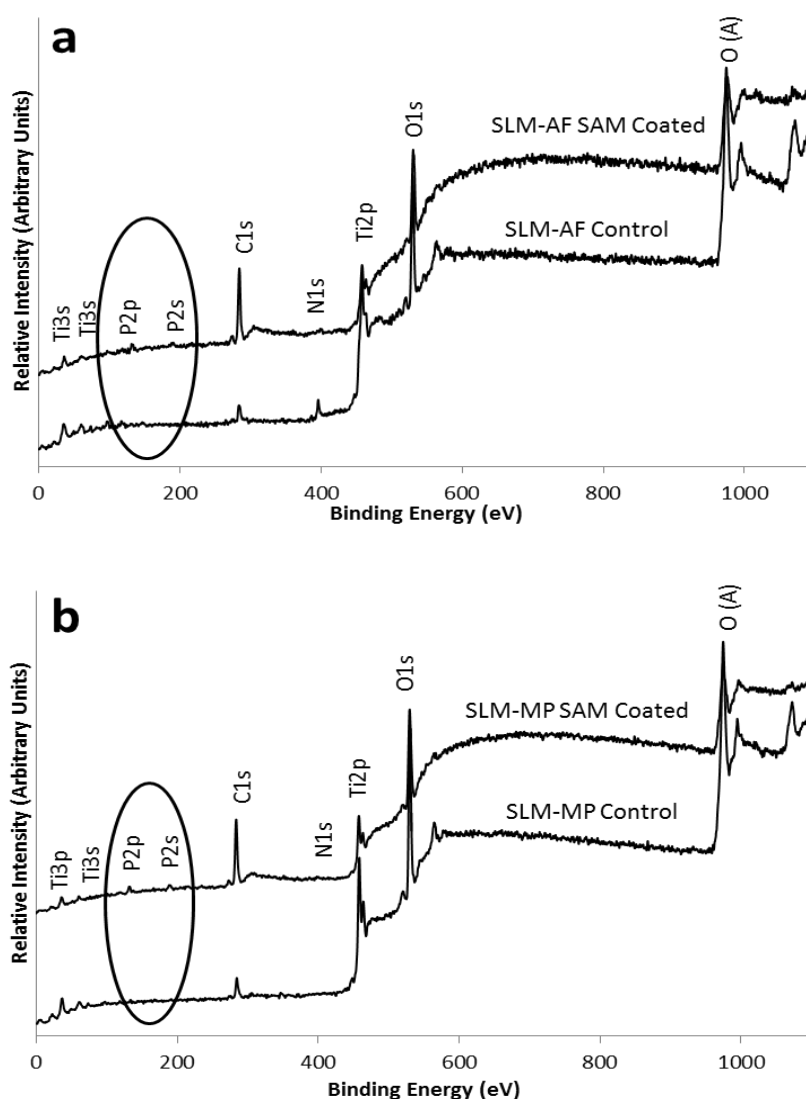 a
Relative Intensity (Arbitrary Units)
Ti3s
Ti3s
P2p
P2s
C1s
N1s
Ti2p
O1s
O (A)
SLM-AF SAM Coated
SLM-AF Control
0 200 400 600 800 1000
Binding Energy (eV)
b
Relative Intensity (Arbitrary Units)
Ti3p
Ti3s
P2p
P2s
C1s
N1s
Ti2p
O1s
O (A)
SLM-MP SAM Coated
SLM-MP Control
0 200 400 600 800 1000
Binding Energy (eV)